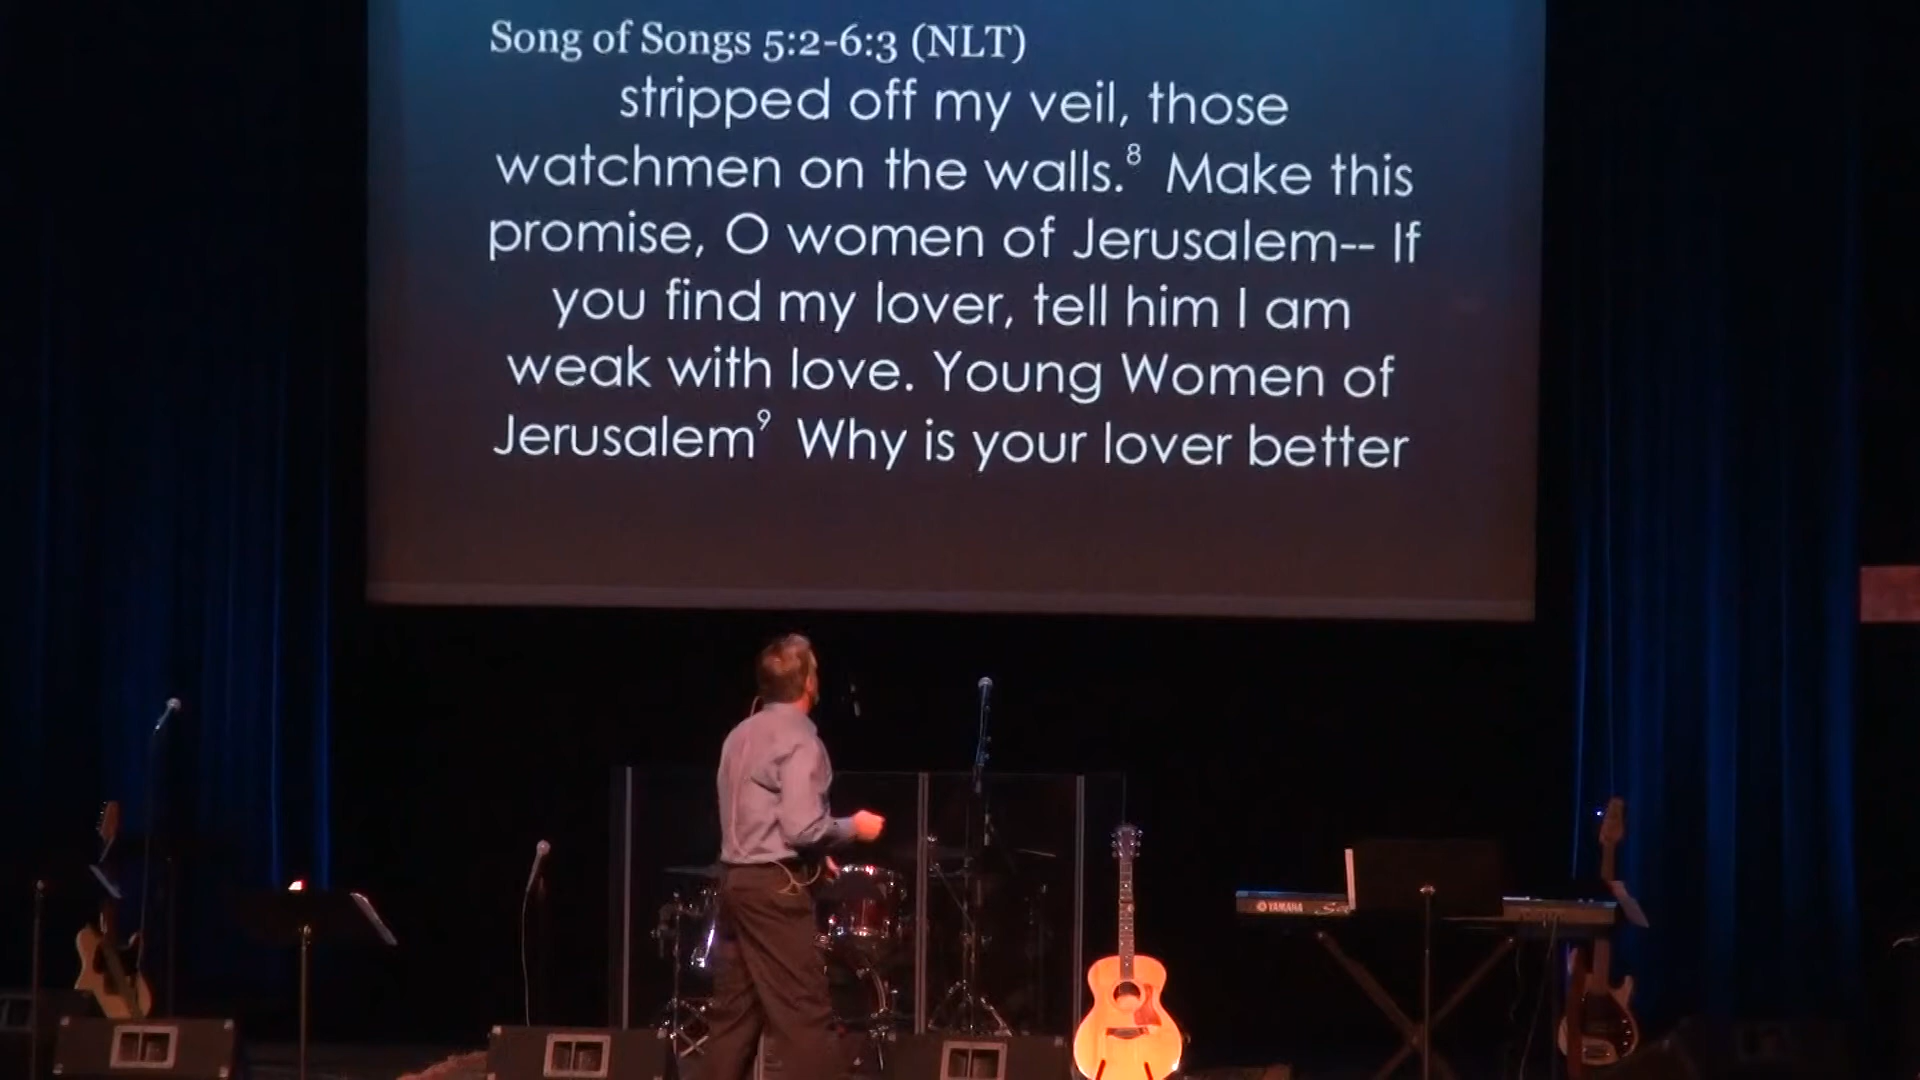 Song of Songs 5:2-6:3 (NLT)
stripped off my veil, those
watchmen on the walls.⁸ Make this
promise, O women of Jerusalem-- If
you find my lover, tell him I am
weak with love. Young Women of
Jerusalem⁹ Why is your lover better
YAMAHA